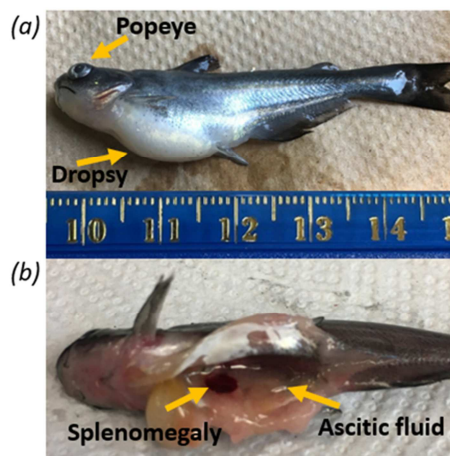 (a)
Popeye
Dropsy
10 11 12 13 14
(b)
Splenomegaly
Ascitic fluid